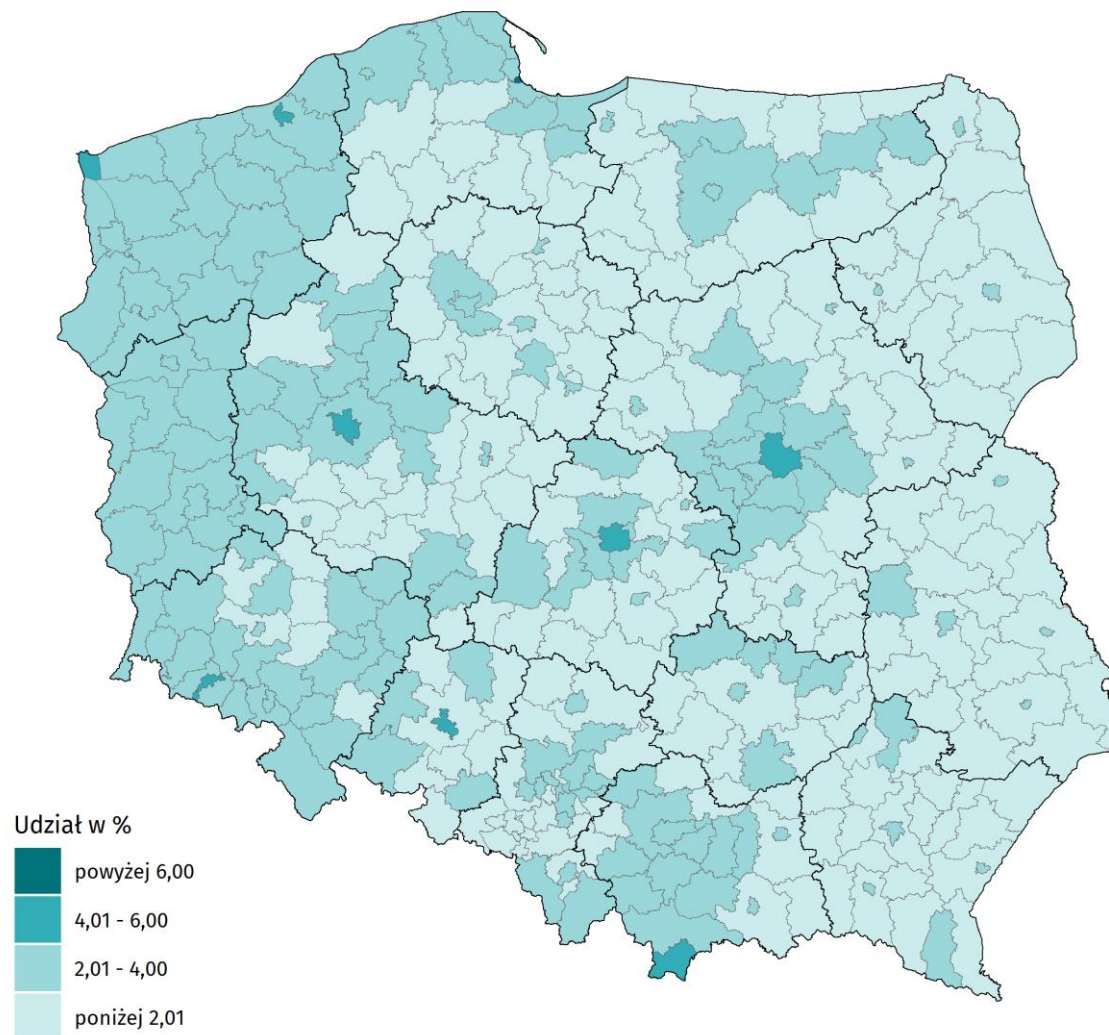 Udział w %
powyżej 6,00
4,01 - 6,00
2,01 - 4,00
poniżej 2,01